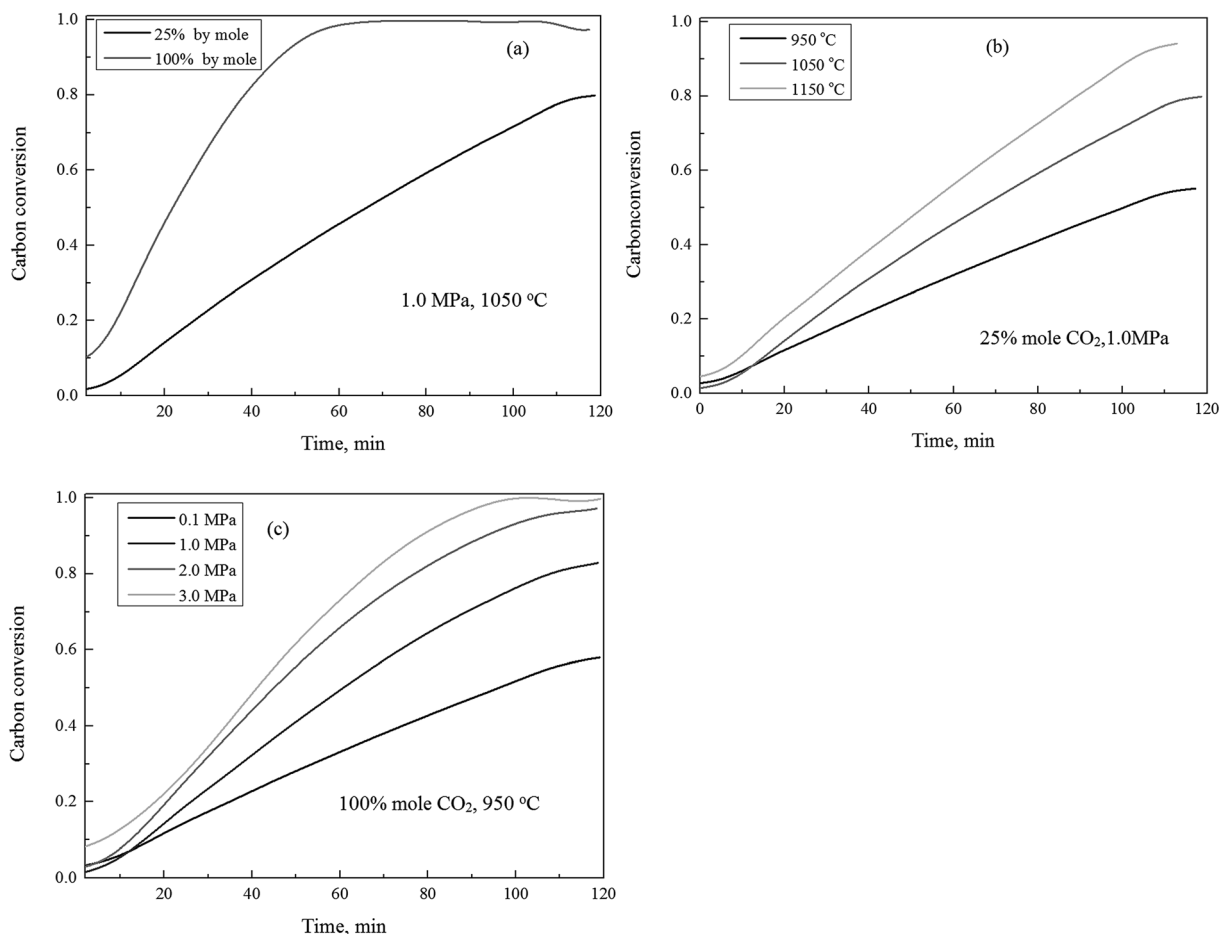 1.0
0.8
0.6
0.4
0.2
0.0
Carbon conversion
25% by mole
100% by mole
(a)
1.0 MPa, 1050 °C
20
40
60
80
100
120
Time, min
1.0
0.8
0.6
0.4
0.2
0.0
Carbonconversion
950 °C
1050 °C
1150 °C
(b)
25% mole CO₂,1.0MPa
0
20
40
60
80
100
120
Time, min
1.0
0.8
0.6
0.4
0.2
0.0
Carbon conversion
0.1 MPa
1.0 MPa
2.0 MPa
3.0 MPa
(c)
100% mole CO₂, 950 °C
20
40
60
80
100
120
Time, min